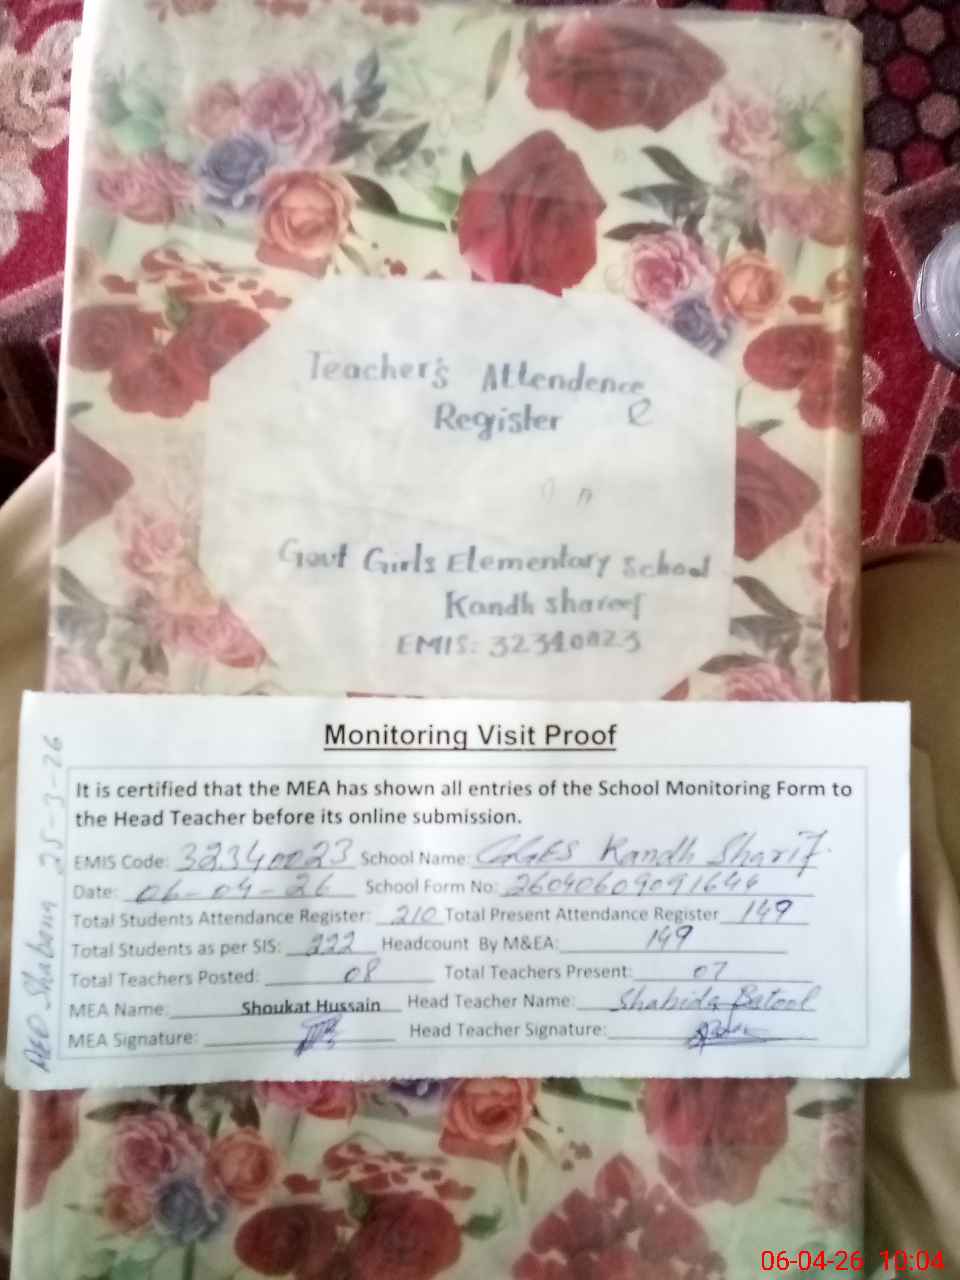 Teacher's Attendence
Register
Govt Girls Elementary School
Kandh shareef
EMIS: 32340023
Monitoring Visit Proof
It is certified that the MEA has shown all entries of the School Monitoring Form to
the Head Teacher before its online submission.
EMIS Code: 32340023 School Name: GGES Kandh Sharif.
Date: 06-04-26 School Form No: 26040609091644
Total Students Attendance Register: 210 Total Present Attendance Register 149
Total Students as per SIS: 222 Headcount By M&EA: 149
Total Teachers Posted: 08 Total Teachers Present: 07
MEA Name: Shoukat Hussain Head Teacher Name: Shahida Batool
MEA Signature: Head Teacher Signature:
AEO Shabana 25-3-26
06-04-26 10:04